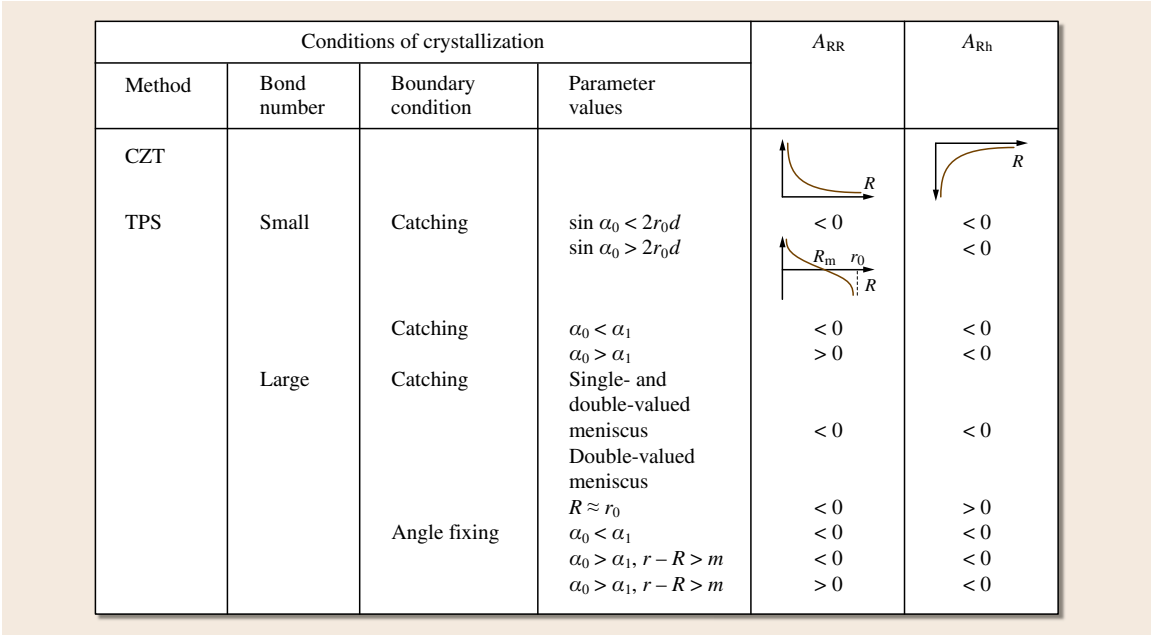 Conditions of crystallization A_RR A_Rh
Method Bond number Boundary condition Parameter values
CZT R R
TPS Small Catching sin α₀ < 2r₀d < 0 < 0
sin α₀ > 2r₀d R_m r₀ R < 0
Catching α₀ < α₁ < 0 < 0
α₀ > α₁ > 0 < 0
Large Catching Single- and
double-valued
meniscus < 0 < 0
Double-valued
meniscus
R ≈ r₀ < 0 > 0
Angle fixing α₀ < α₁ < 0 < 0
α₀ > α₁, r – R > m < 0 < 0
α₀ > α₁, r – R > m > 0 < 0